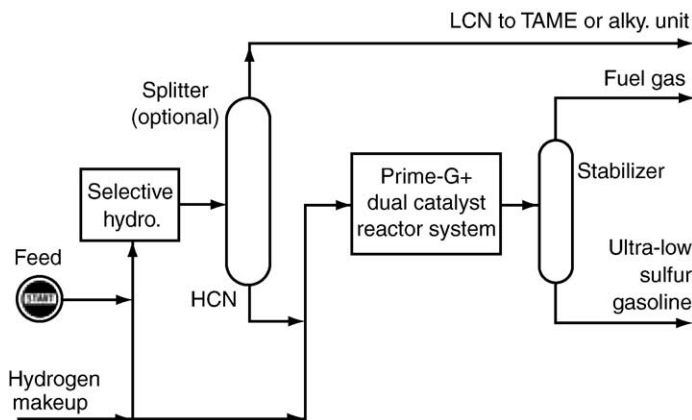 LCN to TAME or alky. unit
Fuel gas
Splitter
(optional)
Prime-G+
dual catalyst
reactor system
Stabilizer
Selective
hydro.
Feed
START
HCN
Ultra-low
sulfur
gasoline
Hydrogen
makeup